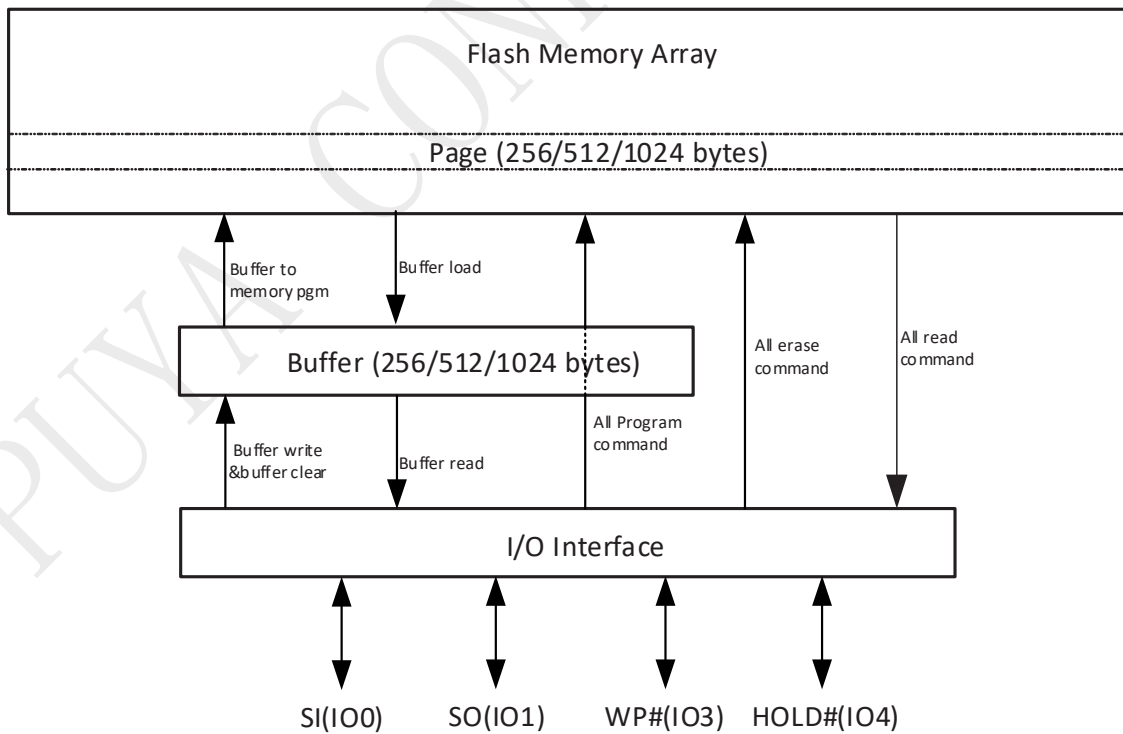 Flash Memory Array
Page (256/512/1024 bytes)
Buffer to
memory pgm
Buffer load
All erase
command
All read
command
Buffer (256/512/1024 bytes)
All Program
command
Buffer write
&buffer clear
Buffer read
I/O Interface
SI(IO0)
SO(IO1)
WP#(IO3)
HOLD#(IO4)
PUYA CON